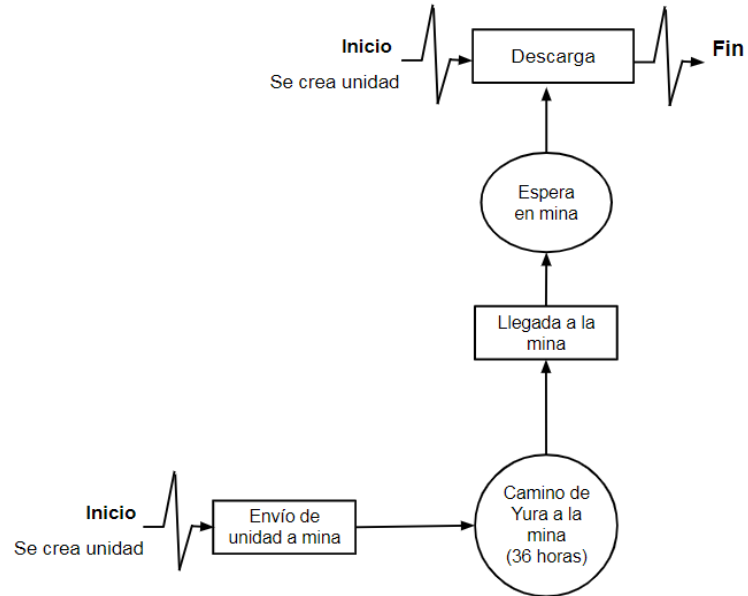 Inicio
Se crea unidad
Descarga
Fin
Espera
en mina
Llegada a la
mina
Camino de
Yura a la
mina
(36 horas)
Inicio
Se crea unidad
Envío de
unidad a mina